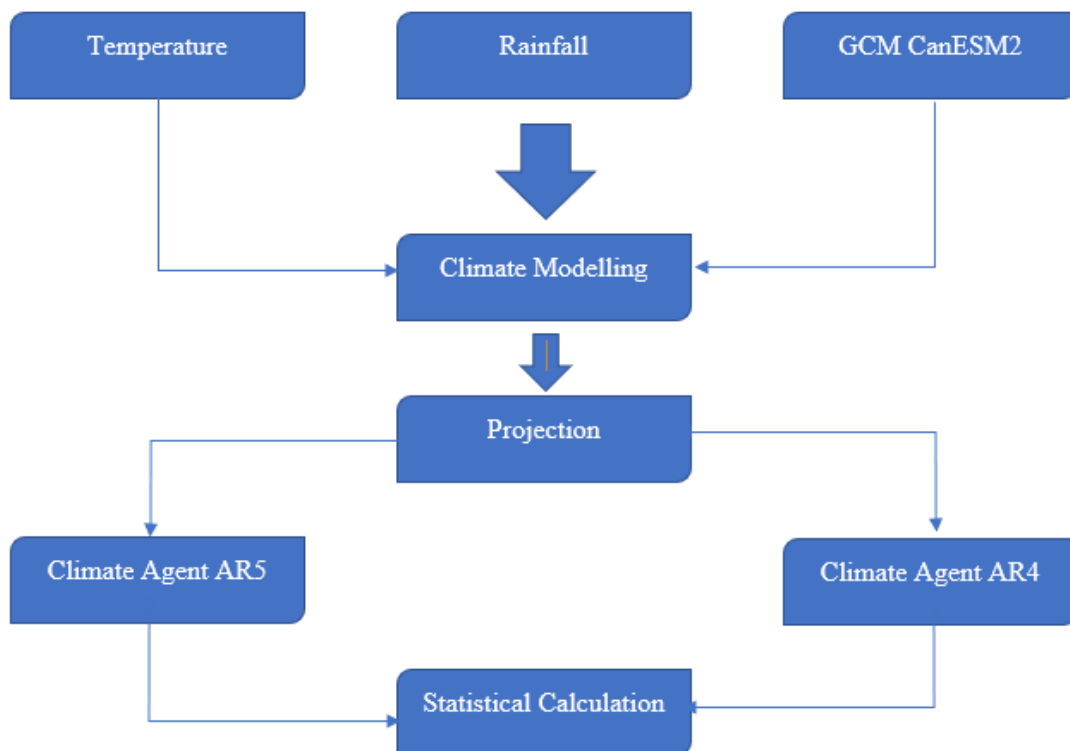 Temperature
Rainfall
GCM CanESM2
Climate Modelling
Projection
Climate Agent AR5
Climate Agent AR4
Statistical Calculation